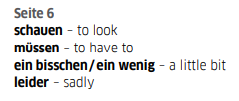 Seite 6
schauen – to look
müssen – to have to
ein bisschen/ein wenig – a little bit
leider – sadly